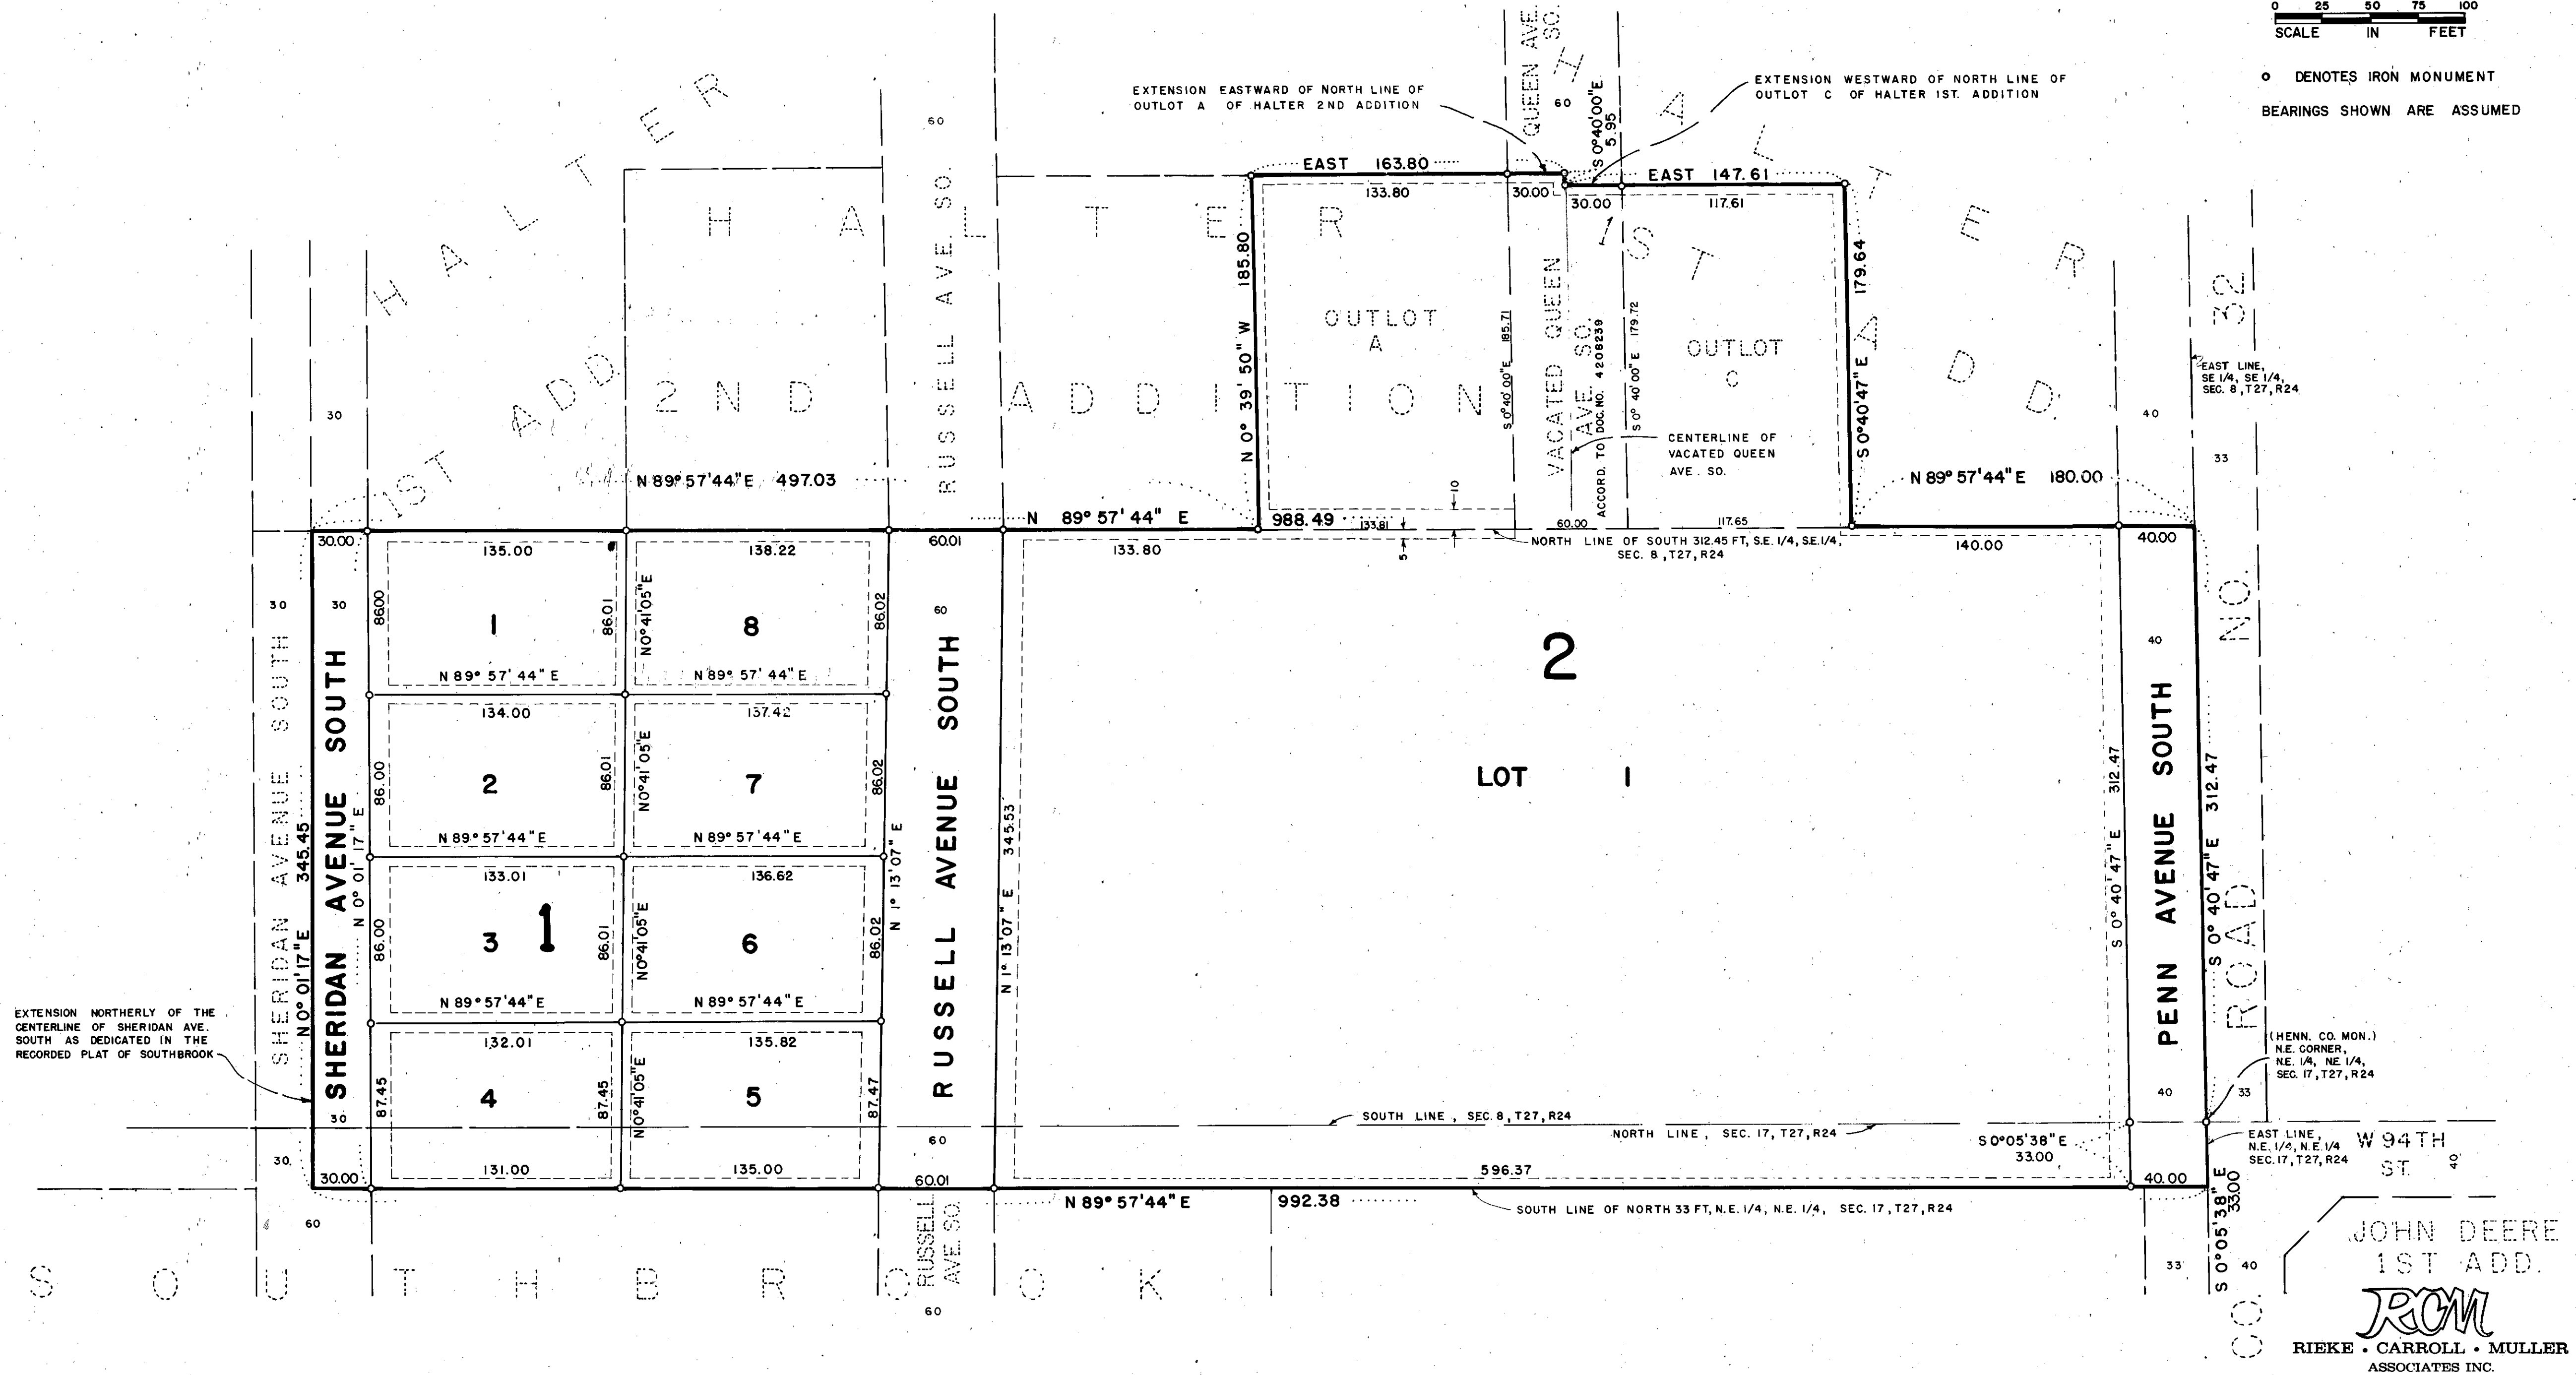 0 25 50 75 100
SCALE IN FEET
o DENOTES IRON MONUMENT
BEARINGS SHOWN ARE ASSUMED
HALTER
1ST ADD.
HALTER
2ND ADDITION
HALTER
1ST ADD.
60
RUSSELL AVE. SO.
QUEEN AVE. SO.
60
EXTENSION EASTWARD OF NORTH LINE OF
OUTLOT A OF HALTER 2ND ADDITION
EXTENSION WESTWARD OF NORTH LINE OF
OUTLOT C OF HALTER 1ST. ADDITION
S 0°40'00"E
5.95
EAST 163.80
EAST 147.61
133.80
30.00
30.00
117.61
N 0° 39' 50" W 185.80
OUTLOT
A
S 0°40'00"E 185.71
VACATED QUEEN
AVE. SO.
ACCORD. TO DOC. NO. 4208239
S 0° 40'00"E 179.72
OUTLOT
C
S 0°40'47" E 179.64
CENTERLINE OF
VACATED QUEEN
AVE. SO.
30
40
33
EAST LINE,
SE 1/4, SE 1/4,
SEC. 8, T27, R24
N 89° 57'44"E 497.03
N 89° 57'44" E 988.49
133.81
10
5
60.00
117.65
N 89° 57'44"E 180.00
NORTH LINE OF SOUTH 312.45 FT, S.E. 1/4, S.E. 1/4,
SEC. 8, T27, R24
30.00
135.00
138.22
60.01
133.80
140.00
40.00
30
30
86.00
1
86.01
N0°41'05"E
8
86.02
60
N 89° 57'44" E
N 89° 57'44" E
134.00
137.42
86.00
2
86.01
N0°41'05"E
7
86.02
N 89° 57'44" E
N 89° 57'44" E
133.01
136.62
86.00
3
1
86.01
N0°41'05"E
6
86.02
N 89° 57'44" E
N 89° 57'44" E
132.01
135.82
87.45
4
87.45
N0°41'05"E
5
87.47
131.00
135.00
SHERIDAN AVENUE SOUTH
SHERIDAN AVENUE SOUTH
N 0° 01' 17" E 345.45
N 0° 01' 17" E
N 1° 13' 07" E
RUSSELL AVENUE SOUTH
N 1° 13'07" E 345.53
2
LOT 1
S 0° 40' 47" E 312.47
40
PENN AVENUE SOUTH
40
S 0° 40' 47" E 312.47
CO. ROAD NO. 32
EXTENSION NORTHERLY OF THE
CENTERLINE OF SHERIDAN AVE.
SOUTH AS DEDICATED IN THE
RECORDED PLAT OF SOUTHBROOK
(HENN. CO. MON.)
N.E. CORNER,
N.E. 1/4, N.E. 1/4,
SEC. 17, T27, R24
33
30
30
60
SOUTH LINE, SEC. 8, T27, R24
NORTH LINE, SEC. 17, T27, R24
S 0°05'38" E
33.00
EAST LINE,
N.E. 1/4, N.E. 1/4
SEC. 17, T27, R24
W 94TH
ST.
40
30.00
60.01
596.37
40.00
N 89° 57'44" E 992.38
SOUTH LINE OF NORTH 33 FT, N.E. 1/4, N.E. 1/4, SEC. 17, T27, R24
S 0°05'38" E
33.00
60
RUSSELL
AVE. SO.
60
SOUTHBROOK
33
40
JOHN DEERE
1ST ADD.
RCM
RIEKE • CARROLL • MULLER
ASSOCIATES INC.